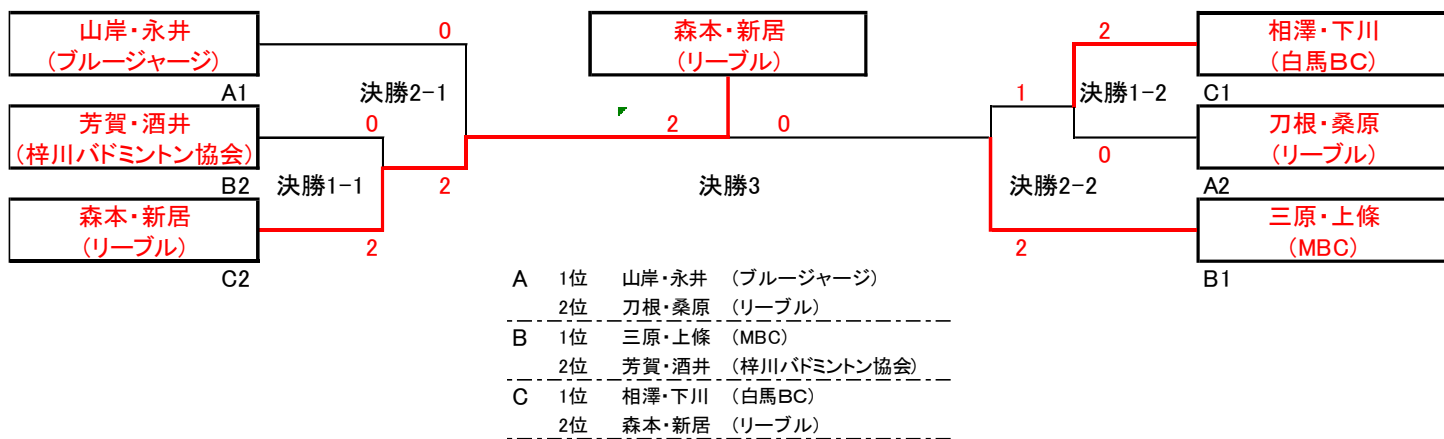 山岸・永井
(ブルージャージ)
A1
0
決勝2-1
芳賀・酒井
(梓川バドミントン協会)
B2
0
決勝1-1
2
森本・新居
(リーブル)
C2
2
森本・新居
(リーブル)
2
0
決勝3
2
相澤・下川
(白馬BC)
C1
1
決勝1-2
刀根・桑原
(リーブル)
A2
0
決勝2-2
三原・上條
(MBC)
B1
2
A 1位 山岸・永井 (ブルージャージ)
2位 刀根・桑原 (リーブル)
B 1位 三原・上條 (MBC)
2位 芳賀・酒井 (梓川バドミントン協会)
C 1位 相澤・下川 (白馬BC)
2位 森本・新居 (リーブル)